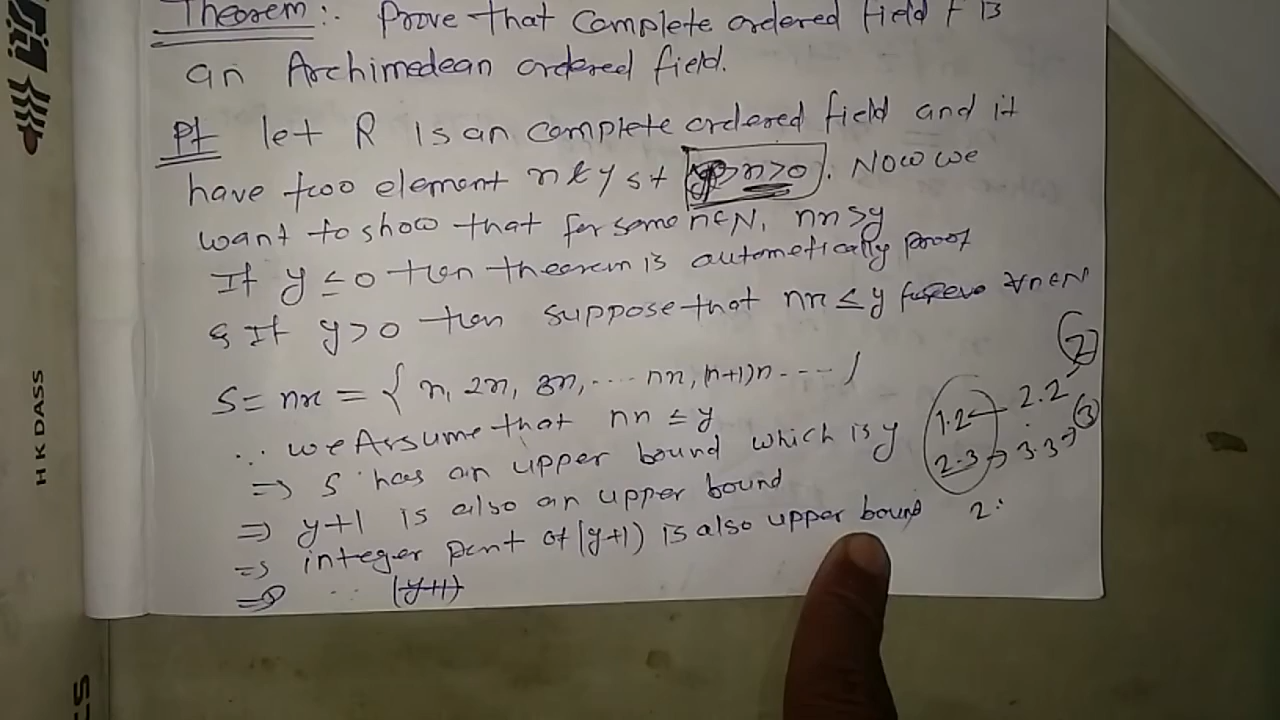 Theorem:- Prove that Complete ordered field F is
an Archimedean ordered field.
Pf let R is an complete ordered field and it
have two element x & y st x>0. Now we
want to show that for some n∈N, nx>y
If y≤0 then theorem is autometically proof
& If y>0 then suppose that nx≤y ∀n∈N
S= nx = { x, 2x, 3x, .... nx, (n+1)x ---- }
∴ we Assume that nx ≤ y
⇒ S has an upper bound which is y
⇒ y+1 is also an upper bound
⇒ integer part of (y+1) is also upper bound
⇒ ∴ (y+1)
1.2 → 2.2 → 2
2.3 → 3.3 → 3
2.
H K DASS